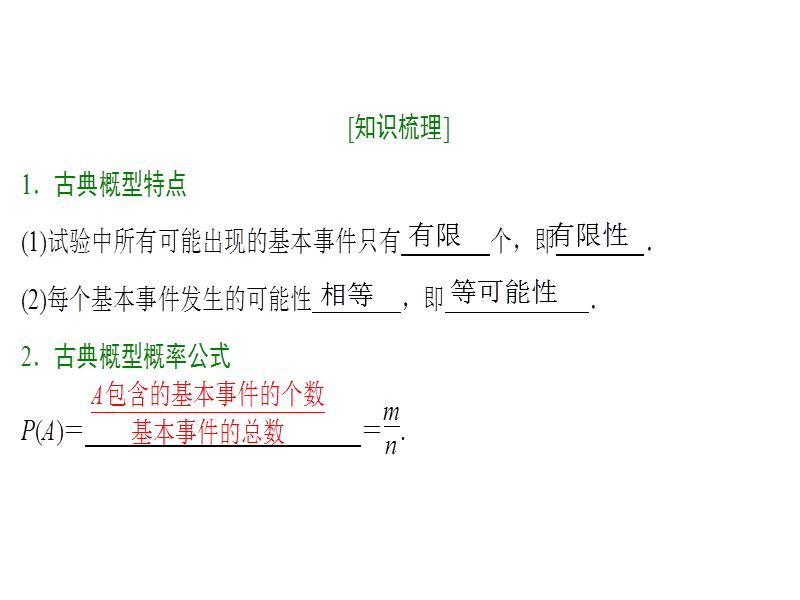 [知识梳理]
1．古典概型特点
(1)试验中所有可能出现的基本事件只有有限个，即有限性．
(2)每个基本事件发生的可能性相等，即等可能性．
2．古典概型概率公式
A包含的基本事件的个数
P(A)＝基本事件的总数＝m/n.